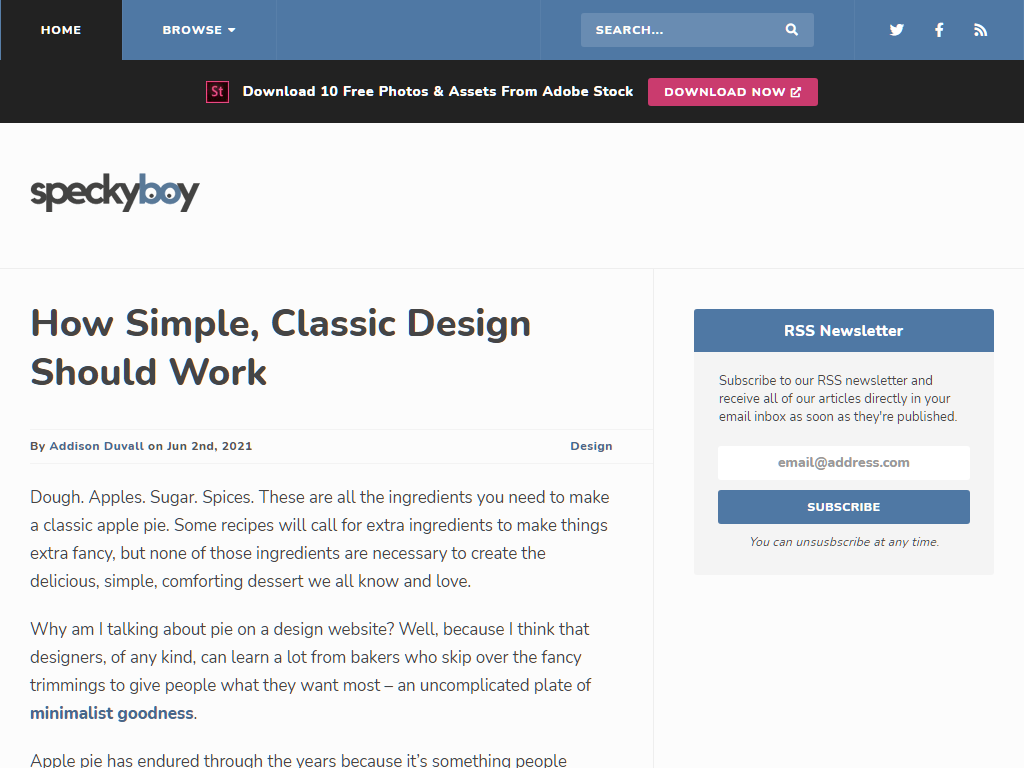 HOME
BROWSE
SEARCH...
St
Download 10 Free Photos & Assets From Adobe Stock
DOWNLOAD NOW
speckyboy
How Simple, Classic Design
Should Work
By Addison Duvall on Jun 2nd, 2021
Design
Dough. Apples. Sugar. Spices. These are all the ingredients you need to make
a classic apple pie. Some recipes will call for extra ingredients to make things
extra fancy, but none of those ingredients are necessary to create the
delicious, simple, comforting dessert we all know and love.
Why am I talking about pie on a design website? Well, because I think that
designers, of any kind, can learn a lot from bakers who skip over the fancy
trimmings to give people what they want most – an uncomplicated plate of
minimalist goodness.
Apple pie has endured through the years because it’s something people
RSS Newsletter
Subscribe to our RSS newsletter and
receive all of our articles directly in your
email inbox as soon as they're published.
email@address.com
SUBSCRIBE
You can unsusbscribe at any time.